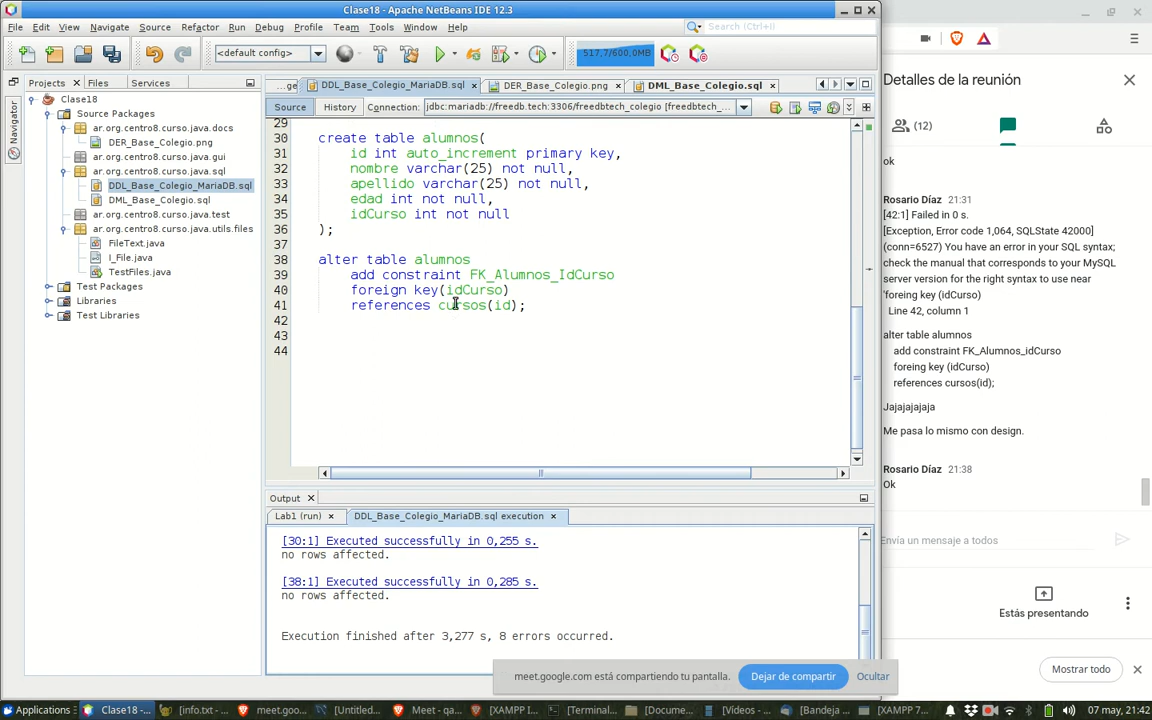 Clase18 - Apache NetBeans IDE 12.3
File Edit View Navigate Source Refactor Run Debug Profile Team Tools Window Help
Search (Ctrl+I)
<default config>
517,7/600,0MB
Projects Files Services
...ge DDL_Base_Colegio_MariaDB.sql DER_Base_Colegio.png DML_Base_Colegio.sql
Source History Connection: jdbc:mariadb://freedb.tech:3306/freedbtech_colegio [freedbtech_...
Navigator
Clase18
Source Packages
ar.org.centro8.curso.java.docs
DER_Base_Colegio.png
ar.org.centro8.curso.java.gui
ar.org.centro8.curso.java.sql
DDL_Base_Colegio_MariaDB.sql
DML_Base_Colegio.sql
ar.org.centro8.curso.java.test
ar.org.centro8.curso.java.utils.files
FileText.java
I_File.java
TestFiles.java
Test Packages
Libraries
Test Libraries
29
30 create table alumnos(
31 id int auto_increment primary key,
32 nombre varchar(25) not null,
33 apellido varchar(25) not null,
34 edad int not null,
35 idCurso int not null
36 );
37
38 alter table alumnos
39 add constraint FK_Alumnos_IdCurso
40 foreign key(idCurso)
41 references cursos(id);
42
43
44
Output
Lab1 (run) DDL_Base_Colegio_MariaDB.sql execution
[30:1] Executed successfully in 0,255 s.
no rows affected.
[38:1] Executed successfully in 0,285 s.
no rows affected.
Execution finished after 3,277 s, 8 errors occurred.
Detalles de la reunión
(12)
ok
Rosario Díaz 21:31
[42:1] Failed in 0 s.
[Exception, Error code 1,064, SQLState 42000]
(conn=6527) You have an error in your SQL syntax;
check the manual that corresponds to your MySQL
server version for the right syntax to use near
'foreing key (idCurso)
Line 42, column 1
alter table alumnos
add constraint FK_Alumnos_idCurso
foreing key (idCurso)
references cursos(id);
Jajajajajaja
Me pasa lo mismo con design.
Rosario Díaz 21:38
Ok
Envía un mensaje a todos
Estás presentando
Mostrar todo
meet.google.com está compartiendo tu pantalla. Dejar de compartir Ocultar
Applications Clase18 -... [info.txt - ... meet.goo... [Untitled... Meet - qa... [XAMPP I... [Terminal... [Docume... [Vídeos - ... [Bandeja ... [XAMPP 7... 07 may, 21:42